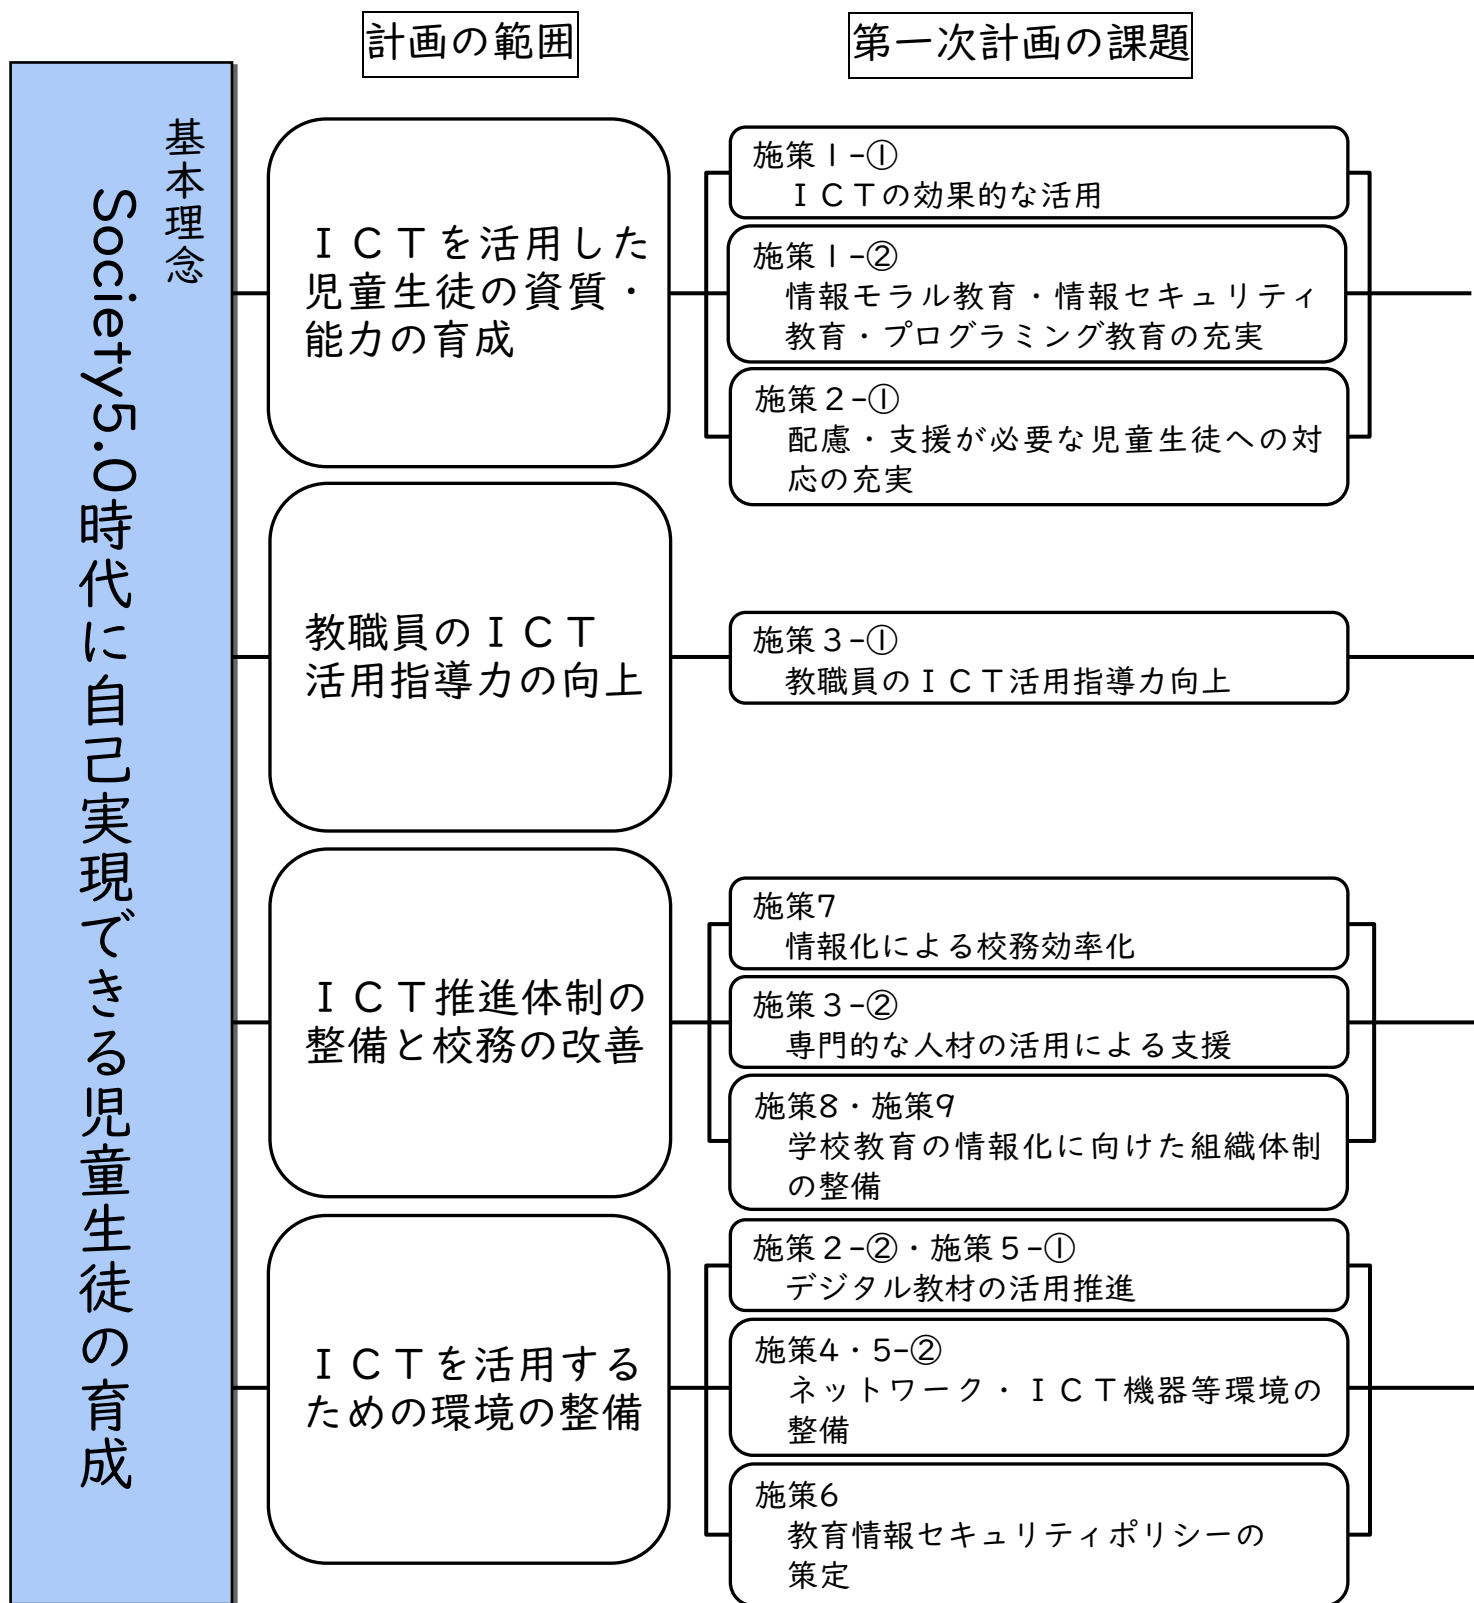 計画の範囲
第一次計画の課題
基本理念
Society5.0時代に自己実現できる児童生徒の育成
ＩＣＴを活用した
児童生徒の資質・
能力の育成
施策１-①
ＩＣＴの効果的な活用
施策１-②
情報モラル教育・情報セキュリティ
教育・プログラミング教育の充実
施策２-①
配慮・支援が必要な児童生徒への対
応の充実
教職員のＩＣＴ
活用指導力の向上
施策３-①
教職員のＩＣＴ活用指導力向上
ＩＣＴ推進体制の
整備と校務の改善
施策7
情報化による校務効率化
施策３-②
専門的な人材の活用による支援
施策8・施策9
学校教育の情報化に向けた組織体制
の整備
ＩＣＴを活用する
ための環境の整備
施策２-②・施策５-①
デジタル教材の活用推進
施策4・5-②
ネットワーク・ＩＣＴ機器等環境の
整備
施策6
教育情報セキュリティポリシーの
策定